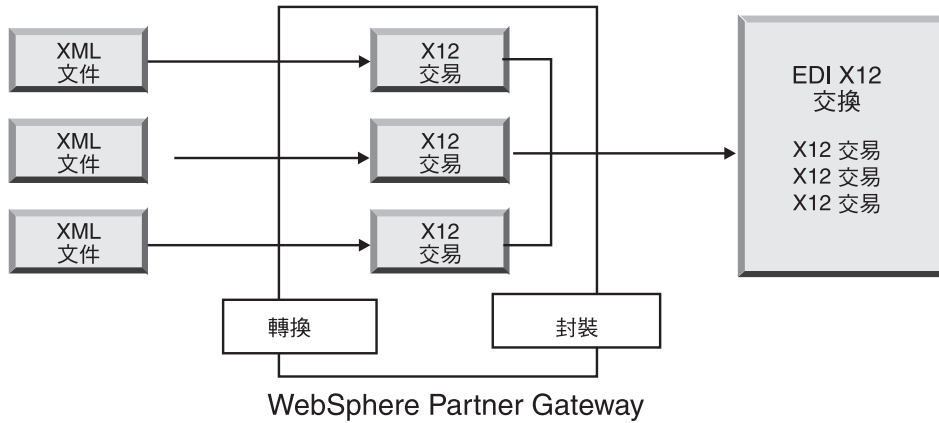 XML
文件
X12
交易
XML
文件
X12
交易
XML
文件
X12
交易
EDI X12
交換
X12 交易
X12 交易
X12 交易
轉換
封裝
WebSphere Partner Gateway